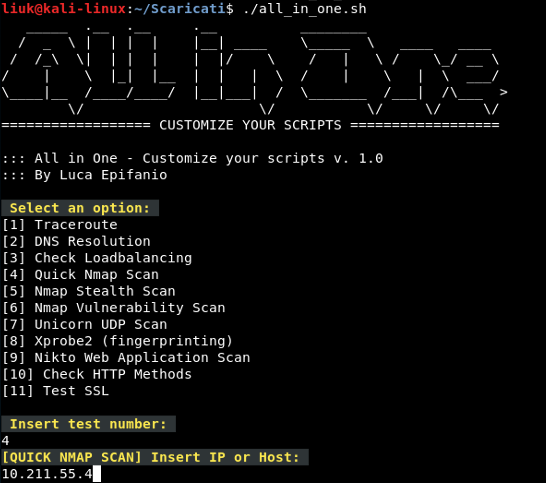 liuk@kali-linux:~/Scaricati$ ./all_in_one.sh
All in One
================== CUSTOMIZE YOUR SCRIPTS ==================
::: All in One - Customize your scripts v. 1.0
::: By Luca Epifanio
Select an option:
[1] Traceroute
[2] DNS Resolution
[3] Check Loadbalancing
[4] Quick Nmap Scan
[5] Nmap Stealth Scan
[6] Nmap Vulnerability Scan
[7] Unicorn UDP Scan
[8] Xprobe2 (fingerprinting)
[9] Nikto Web Application Scan
[10] Check HTTP Methods
[11] Test SSL
Insert test number:
4
[QUICK NMAP SCAN] Insert IP or Host:
10.211.55.4